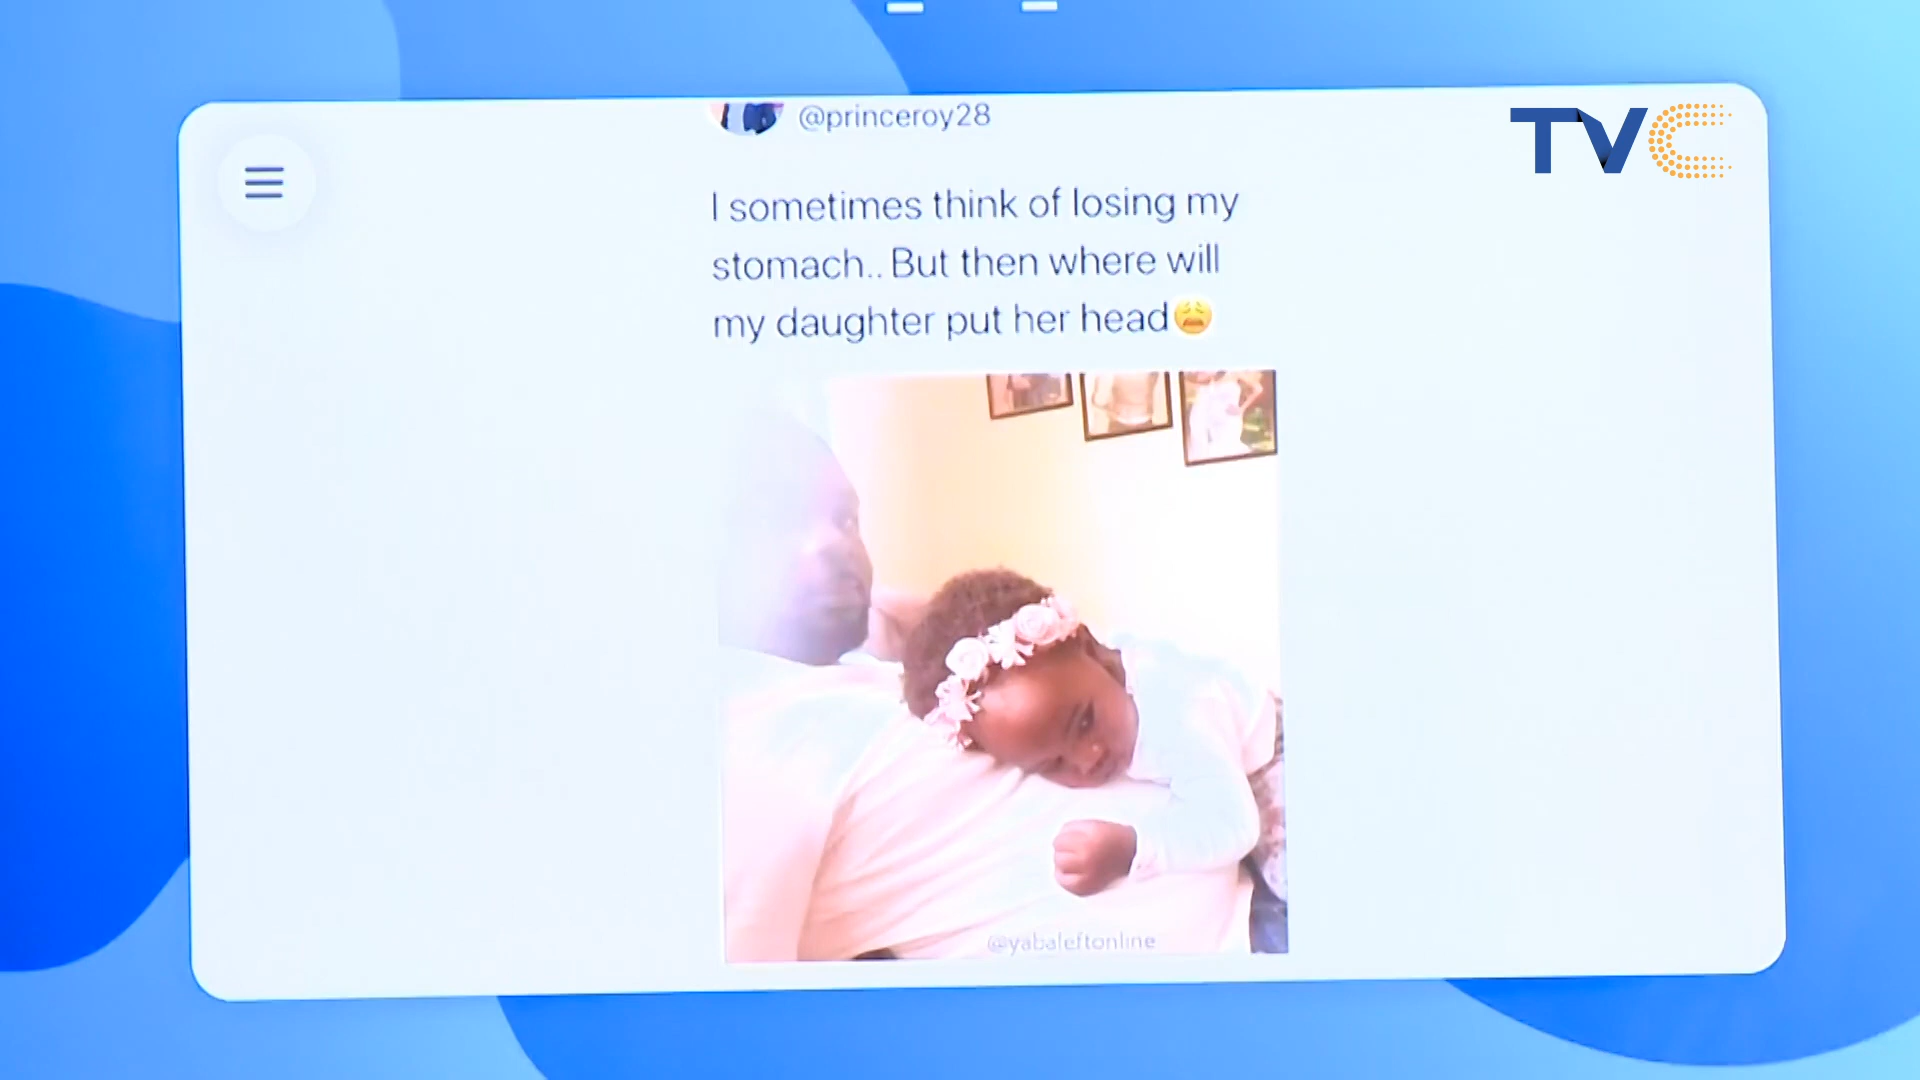 @princeroy28
TVC
I sometimes think of losing my
stomach.. But then where will
my daughter put her head😩
@yabaleftonline